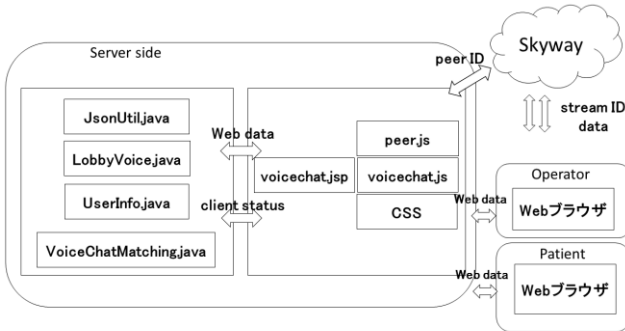 Server side
JsonUtil.java
LobbyVoice.java
UserInfo.java
VoiceChatMatching.java
Web data
client status
peer.js
voicechat.jsp
voicechat.js
CSS
peer ID
Skyway
stream ID
data
Web data
Operator
Webブラウザ
Web data
Patient
Webブラウザ